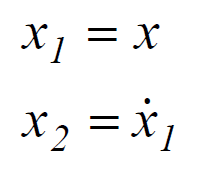 x₁ = x
x₂ = ẋ₁